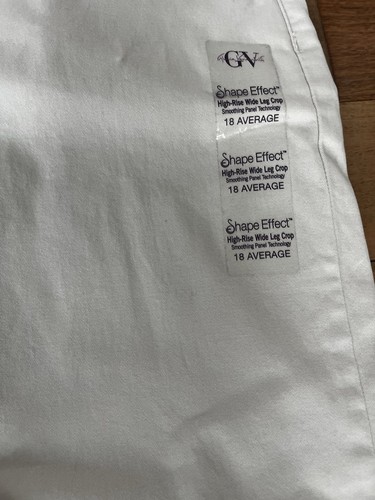 GV
Shape Effect™
High-Rise Wide Leg Crop
Smoothing Panel Technology
18 AVERAGE
Shape Effect™
High-Rise Wide Leg Crop
Smoothing Panel Technology
18 AVERAGE
Shape Effect™
High-Rise Wide Leg Crop
Smoothing Panel Technology
18 AVERAGE